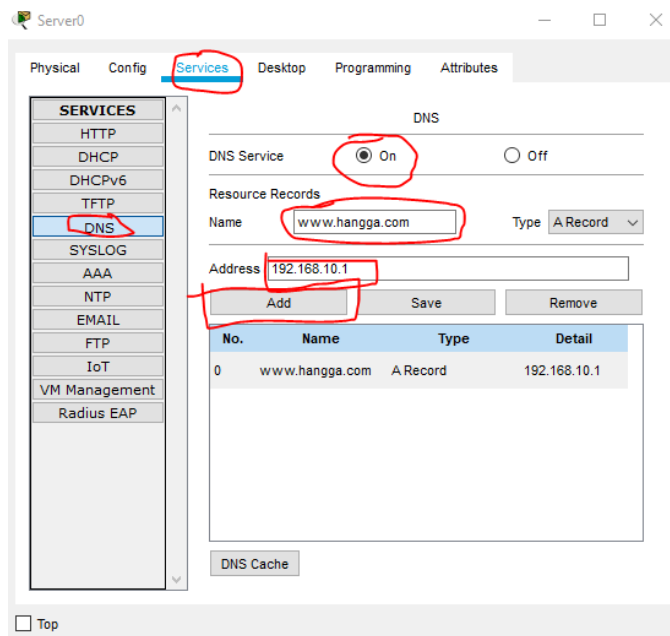 Server0
Physical Config Services Desktop Programming Attributes
SERVICES
HTTP
DHCP
DHCPv6
TFTP
DNS
SYSLOG
AAA
NTP
EMAIL
FTP
IoT
VM Management
Radius EAP
DNS
DNS Service On Off
Resource Records
Name www.hangga.com Type A Record
Address 192.168.10.1
Add Save Remove
No. Name Type Detail
0 www.hangga.com A Record 192.168.10.1
DNS Cache
Top